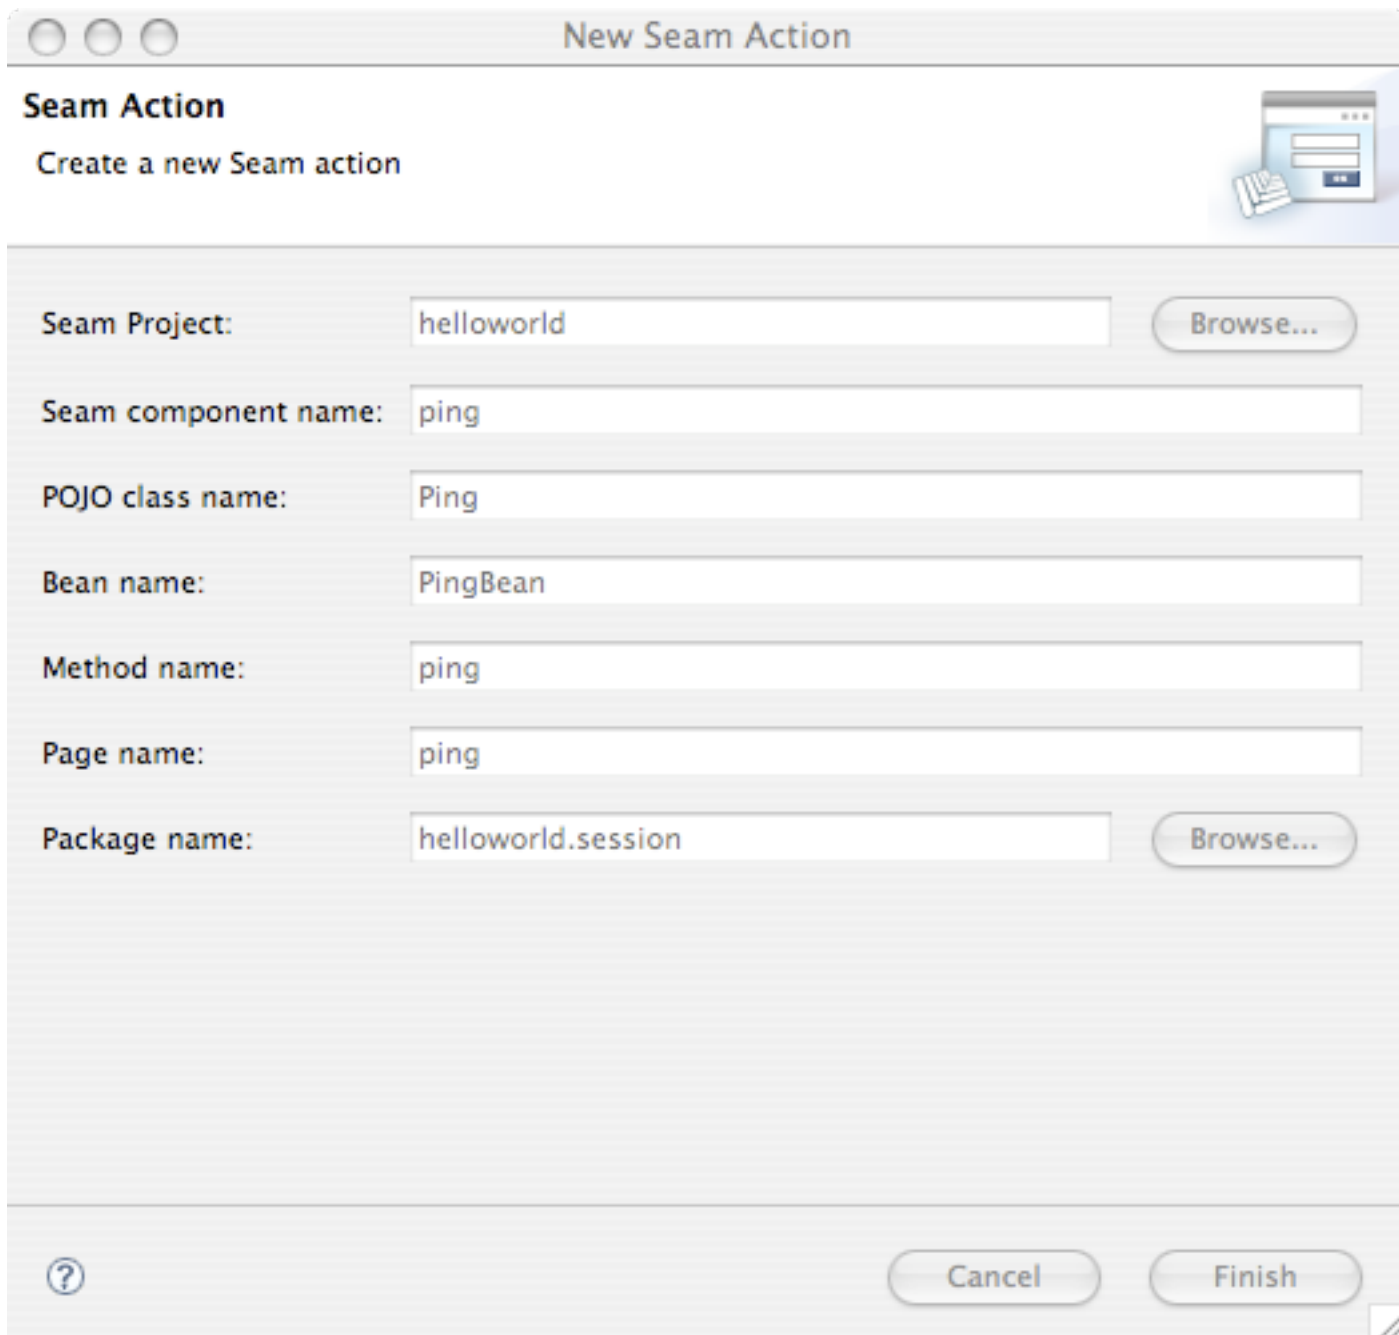 New Seam Action
Seam Action
Create a new Seam action
Seam Project: helloworld Browse...
Seam component name: ping
POJO class name: Ping
Bean name: PingBean
Method name: ping
Page name: ping
Package name: helloworld.session Browse...
? Cancel Finish